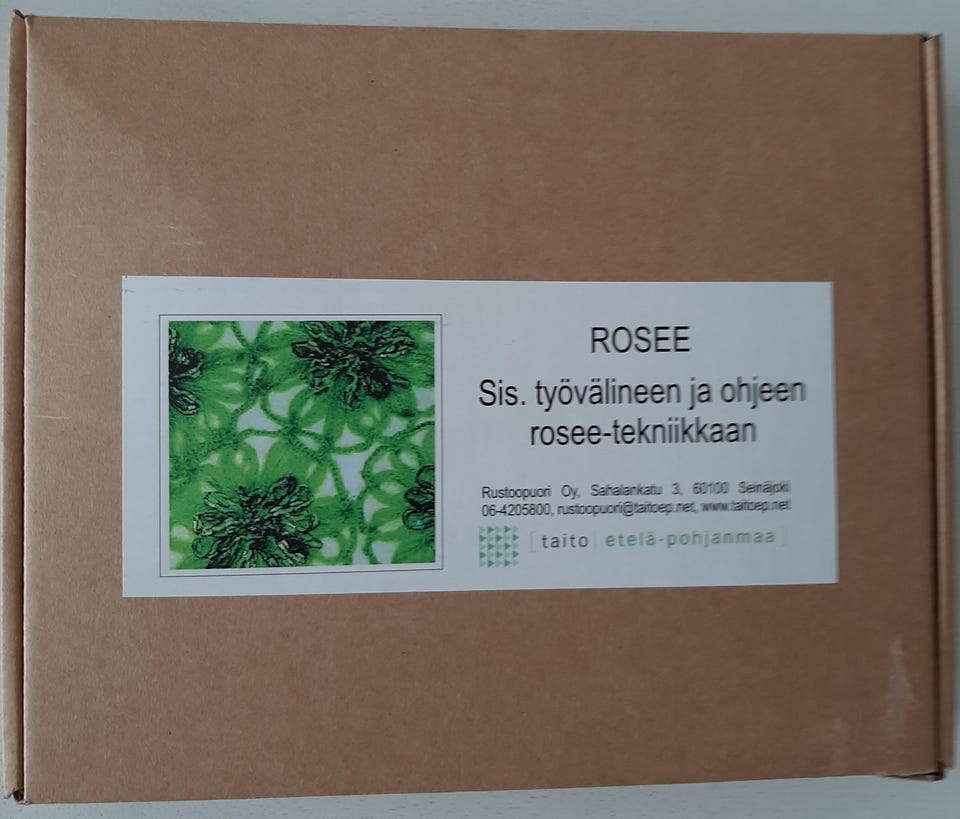 ROSEE
Sis. työvälineen ja ohjeen
rosee-tekniikkaan
Rustoopuori Oy, Sahalankatu 3, 60100 Seinäjoki
06-4205800, rustoopuori@taitoep.net, www.taitoep.net
[taito] etelä-pohjanmaa]